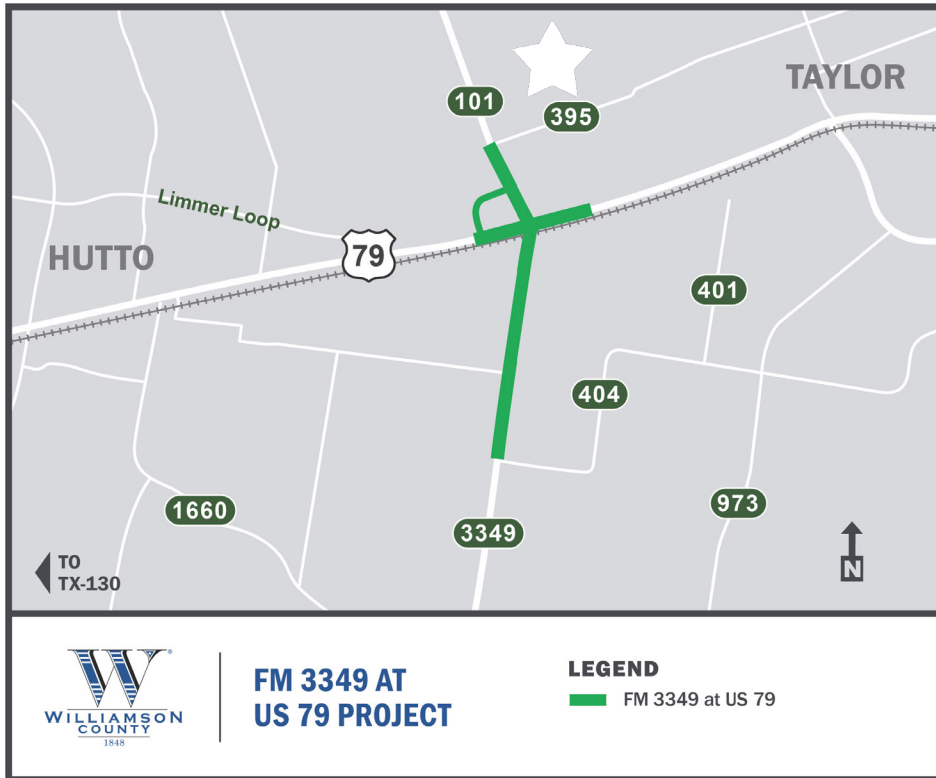 TAYLOR
101
395
Limmer Loop
HUTTO
79
401
404
1660
973
3349
TO
TX-130
N
W
®
WILLIAMSON
COUNTY
1848
FM 3349 AT
US 79 PROJECT
LEGEND
FM 3349 at US 79